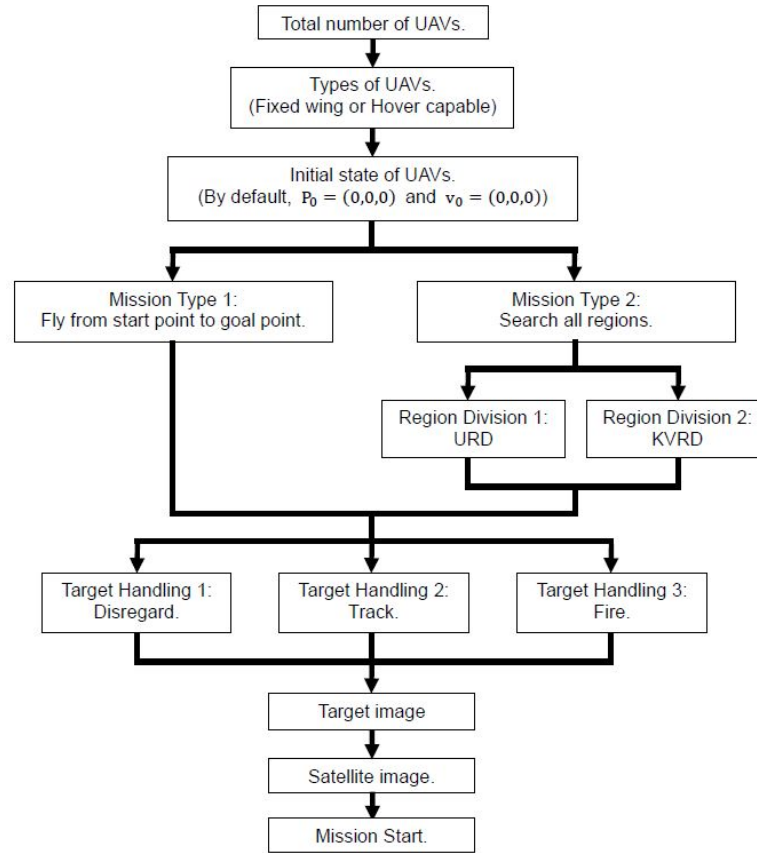 Total number of UAVs.
Types of UAVs.
(Fixed wing or Hover capable)
Initial state of UAVs.
(By default, P₀ = (0,0,0) and v₀ = (0,0,0))
Mission Type 1:
Fly from start point to goal point.
Mission Type 2:
Search all regions.
Region Division 1:
URD
Region Division 2:
KVRD
Target Handling 1:
Disregard.
Target Handling 2:
Track.
Target Handling 3:
Fire.
Target image
Satellite image.
Mission Start.